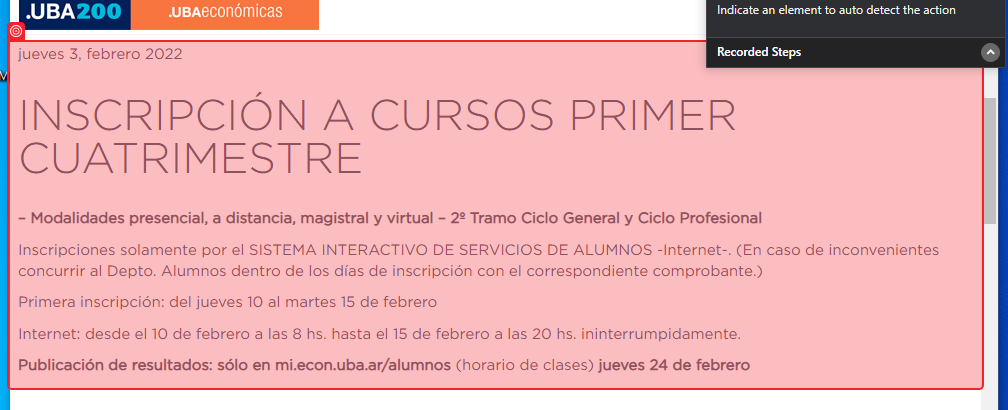 .UBA200 .UBAeconómicas
Indicate an element to auto detect the action
Recorded Steps
jueves 3, febrero 2022
INSCRIPCIÓN A CURSOS PRIMER
CUATRIMESTRE
– Modalidades presencial, a distancia, magistral y virtual – 2º Tramo Ciclo General y Ciclo Profesional
Inscripciones solamente por el SISTEMA INTERACTIVO DE SERVICIOS DE ALUMNOS -Internet-. (En caso de inconvenientes
concurrir al Depto. Alumnos dentro de los días de inscripción con el correspondiente comprobante.)
Primera inscripción: del jueves 10 al martes 15 de febrero
Internet: desde el 10 de febrero a las 8 hs. hasta el 15 de febrero a las 20 hs. ininterrumpidamente.
Publicación de resultados: sólo en mi.econ.uba.ar/alumnos (horario de clases) jueves 24 de febrero